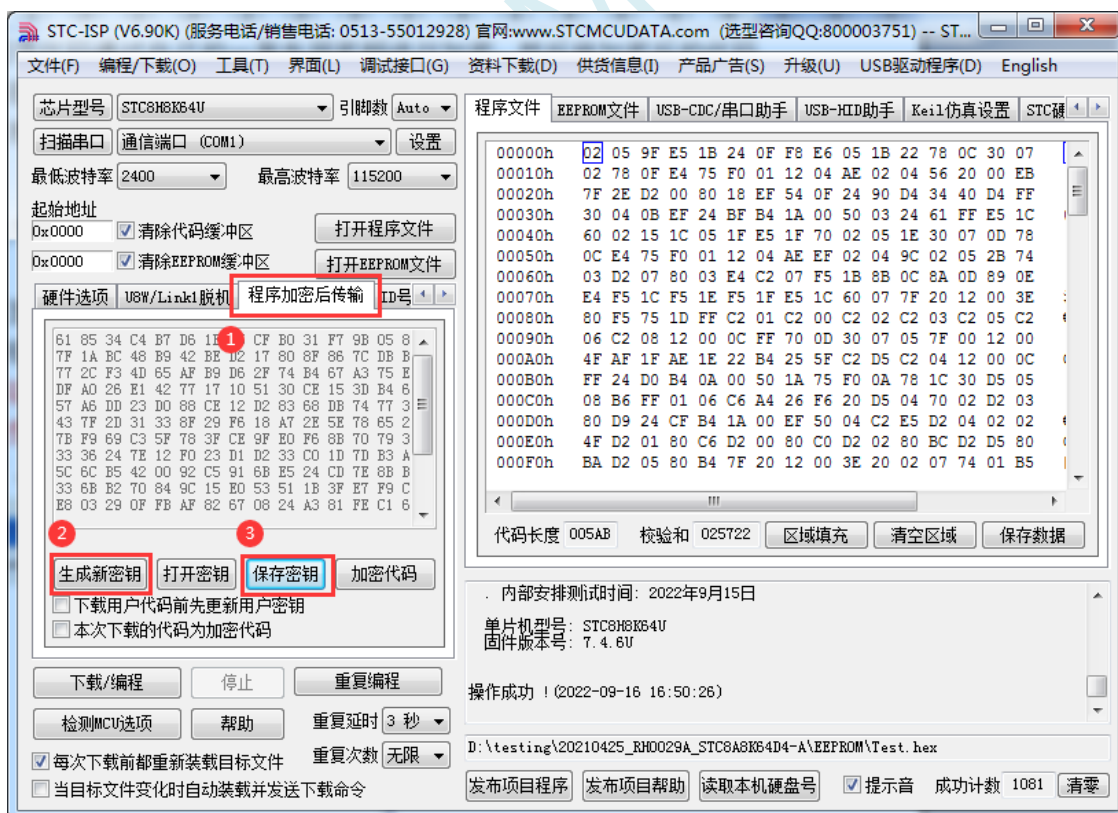 STC-ISP (V6.90K) (服务电话/销售电话: 0513-55012928) 官网:www.STCMCUDATA.com (选型咨询QQ:800003751) -- ST...
文件(F) 编程/下载(O) 工具(T) 界面(L) 调试接口(G) 资料下载(D) 供货信息(I) 产品广告(S) 升级(U) USB驱动程序(D) English
芯片型号 STC8H8K64U 引脚数 Auto
扫描串口 通信端口 (COM1) 设置
最低波特率 2400 最高波特率 115200
起始地址
0x0000 清除代码缓冲区 打开程序文件
0x0000 清除EEPROM缓冲区 打开EEPROM文件
硬件选项 U8W/Link1脱机 程序加密后传输 ID号
1
61 85 34 C4 B7 D6 CF B0 31 F7 9B 05 8
7F 1A BC 48 B9 42 BE D2 17 80 8F 86 7C DB B
77 2C F3 4D 65 AF B9 D6 2F 74 B4 67 A3 75 E
DF A0 26 E1 42 77 17 10 51 30 CE 15 3D B4 6
57 A6 DD 23 D0 88 CE 12 D2 83 68 DB 74 77 3
43 7F 2D 31 33 8F 29 F6 18 A7 2E 5E 78 65 2
7B F9 69 C3 5F 78 3F CE 9F E0 F6 8B 70 79 3
33 36 24 7E 12 F0 23 D1 D2 33 C0 1D 7D B3 A
5C 6C B5 42 00 92 C5 91 6B E5 24 CD 7E 8B B
33 6B B2 70 84 9C 15 E0 53 51 1B 3F E7 F9 C
E8 03 29 0F FB AF 82 67 08 24 A3 81 FE C1 6
2 3
生成新密钥 打开密钥 保存密钥 加密代码
下载用户代码前先更新用户密钥
本次下载的代码为加密代码
下载/编程 停止 重复编程
检测MCU选项 帮助 重复延时 3 秒
每次下载前都重新装载目标文件 重复次数 无限
当目标文件变化时自动装载并发送下载命令
程序文件 EEPROM文件 USB-CDC/串口助手 USB-HID助手 Keil仿真设置 STC硬
00000h 02 05 9F E5 1B 24 0F F8 E6 05 1B 22 78 0C 30 07
00010h 02 78 0F E4 75 F0 01 12 04 AE 02 04 56 20 00 EB
00020h 7F 2E D2 00 80 18 EF 54 0F 24 90 D4 34 40 D4 FF
00030h 30 04 0B EF 24 BF B4 1A 00 50 03 24 61 FF E5 1C
00040h 60 02 15 1C 05 1F E5 1F 70 02 05 1E 30 07 0D 78
00050h 0C E4 75 F0 01 12 04 AE EF 02 04 9C 02 05 2B 74
00060h 03 D2 07 80 03 E4 C2 07 F5 1B 8B 0C 8A 0D 89 0E
00070h E4 F5 1C F5 1E F5 1F E5 1C 60 07 7F 20 12 00 3E
00080h 80 F5 75 1D FF C2 01 C2 00 C2 02 C2 03 C2 05 C2
00090h 06 C2 08 12 00 0C FF 70 0D 30 07 05 7F 00 12 00
000A0h 4F AF 1F AE 1E 22 B4 25 5F C2 D5 C2 04 12 00 0C
000B0h FF 24 D0 B4 0A 00 50 1A 75 F0 0A 78 1C 30 D5 05
000C0h 08 B6 FF 01 06 C6 A4 26 F6 20 D5 04 70 02 D2 03
000D0h 80 D9 24 CF B4 1A 00 EF 50 04 C2 E5 D2 04 02 02
000E0h 4F D2 01 80 C6 D2 00 80 C0 D2 02 80 BC D2 D5 80
000F0h BA D2 05 80 B4 7F 20 12 00 3E 20 02 07 74 01 B5
代码长度 005AB 校验和 025722 区域填充 清空区域 保存数据
. 内部安排测试时间: 2022年9月15日
单片机型号: STC8H8K64U
固件版本号: 7.4.6U
操作成功 !(2022-09-16 16:50:26)
D:\testing\20210425_RH0029A_STC8A8K64D4-A\EEPROM\Test.hex
发布项目程序 发布项目帮助 读取本机硬盘号 提示音 成功计数 1081 清零